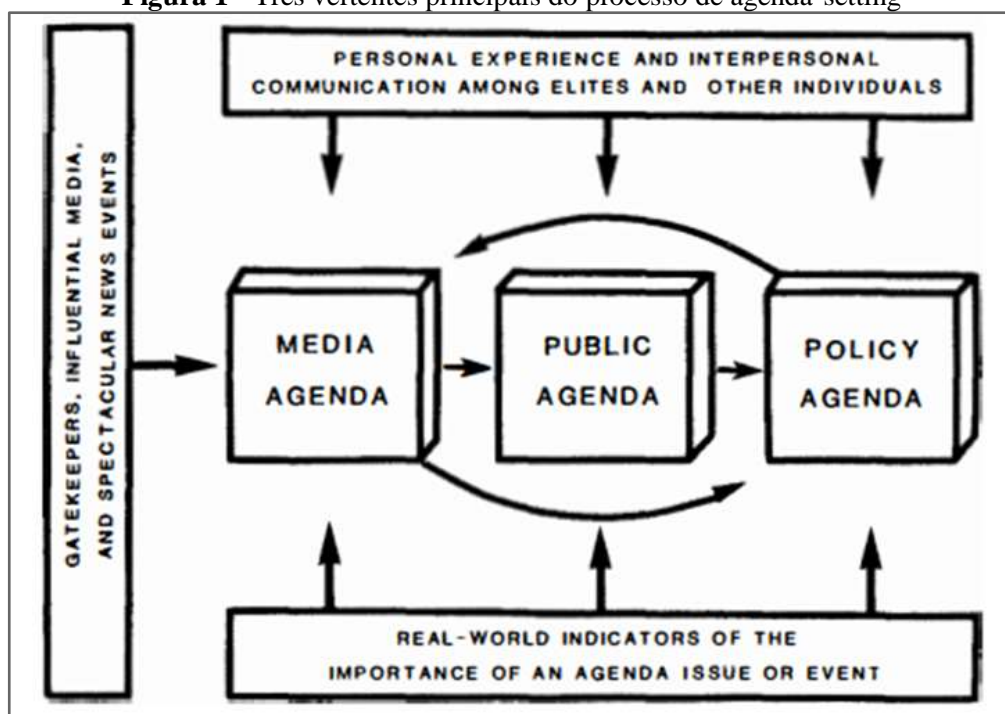 Figura 1 - Três vertentes principais do processo de agenda-setting
PERSONAL EXPERIENCE AND INTERPERSONAL
COMMUNICATION AMONG ELITES AND OTHER INDIVIDUALS
GATEKEEPERS, INFLUENTIAL MEDIA,
AND SPECTACULAR NEWS EVENTS
MEDIA
AGENDA
PUBLIC
AGENDA
POLICY
AGENDA
REAL-WORLD INDICATORS OF THE
IMPORTANCE OF AN AGENDA ISSUE OR EVENT